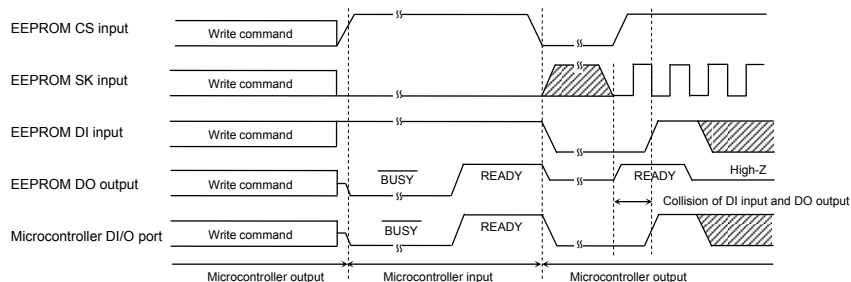 EEPROM CS input
Write command
EEPROM SK input
Write command
EEPROM DI input
Write command
EEPROM DO output
Write command
BUSY
READY
READY
High-Z
Collision of DI input and DO output
Microcontroller DI/O port
Write command
BUSY
READY
Microcontroller output
Microcontroller input
Microcontroller output